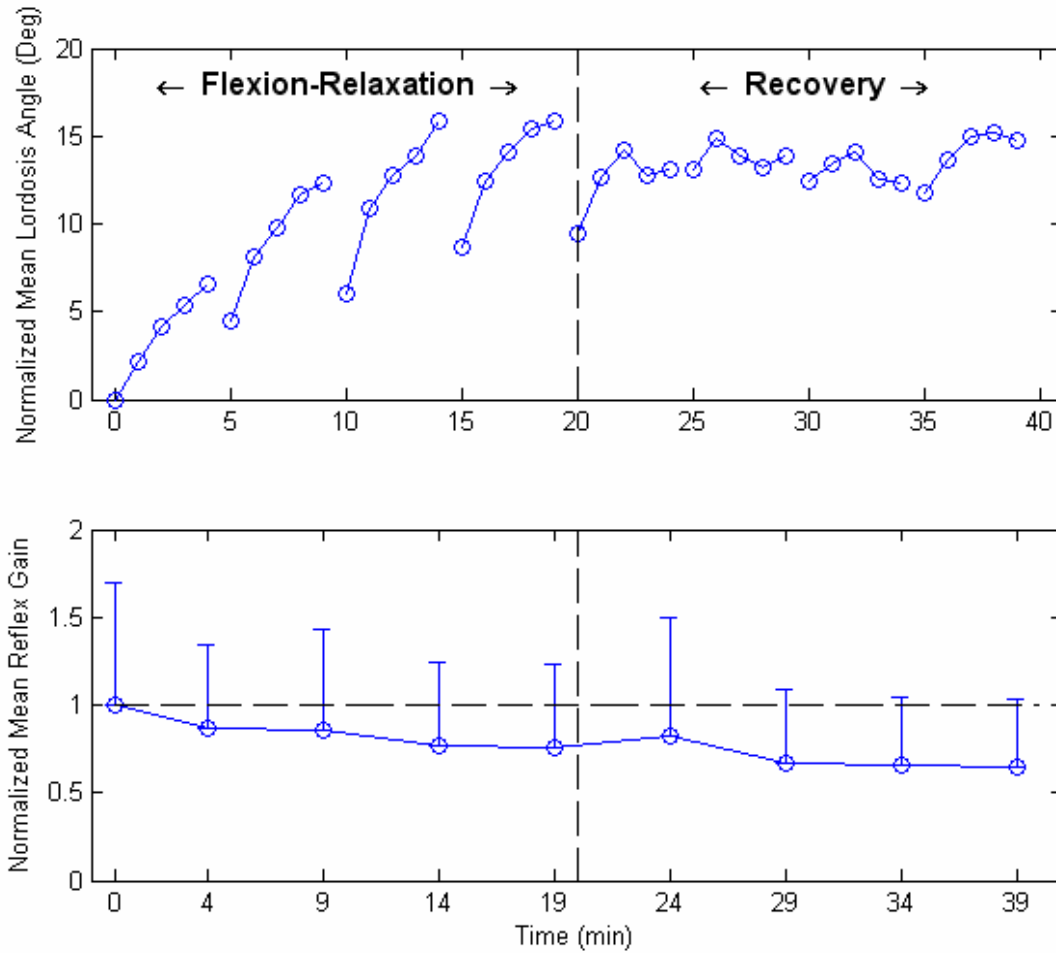 Normalized Mean Lordosis Angle (Deg)
20
15
10
5
0
← Flexion-Relaxation →
← Recovery →
0 5 10 15 20 25 30 35 40
Normalized Mean Reflex Gain
2
1.5
1
0.5
0
0 4 9 14 19 24 29 34 39
Time (min)